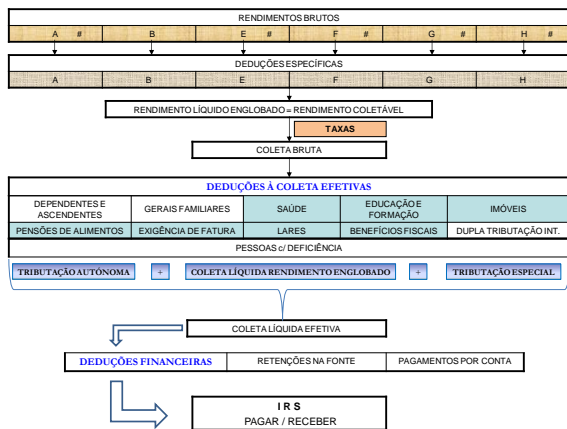 RENDIMENTOS BRUTOS
A # B # E # F # G # H #
DEDUÇÕES ESPECÍFICAS
A B E F G H
RENDIMENTO LÍQUIDO ENGLOBADO = RENDIMENTO COLETÁVEL
TAXAS
COLETA BRUTA
DEDUÇÕES À COLETA EFETIVAS
DEPENDENTES E ASCENDENTES GERAIS FAMILIARES SAÚDE EDUCAÇÃO E FORMAÇÃO IMÓVEIS
PENSÕES DE ALIMENTOS EXIGÊNCIA DE FATURA LARES BENEFÍCIOS FISCAIS DUPLA TRIBUTAÇÃO INT.
PESSOAS c/ DEFICIÊNCIA
TRIBUTAÇÃO AUTÓNOMA + COLETA LÍQUIDA RENDIMENTO ENGLOBADO + TRIBUTAÇÃO ESPECIAL
COLETA LÍQUIDA EFETIVA
DEDUÇÕES FINANCEIRAS RETENÇÕES NA FONTE PAGAMENTOS POR CONTA
I R S
PAGAR / RECEBER